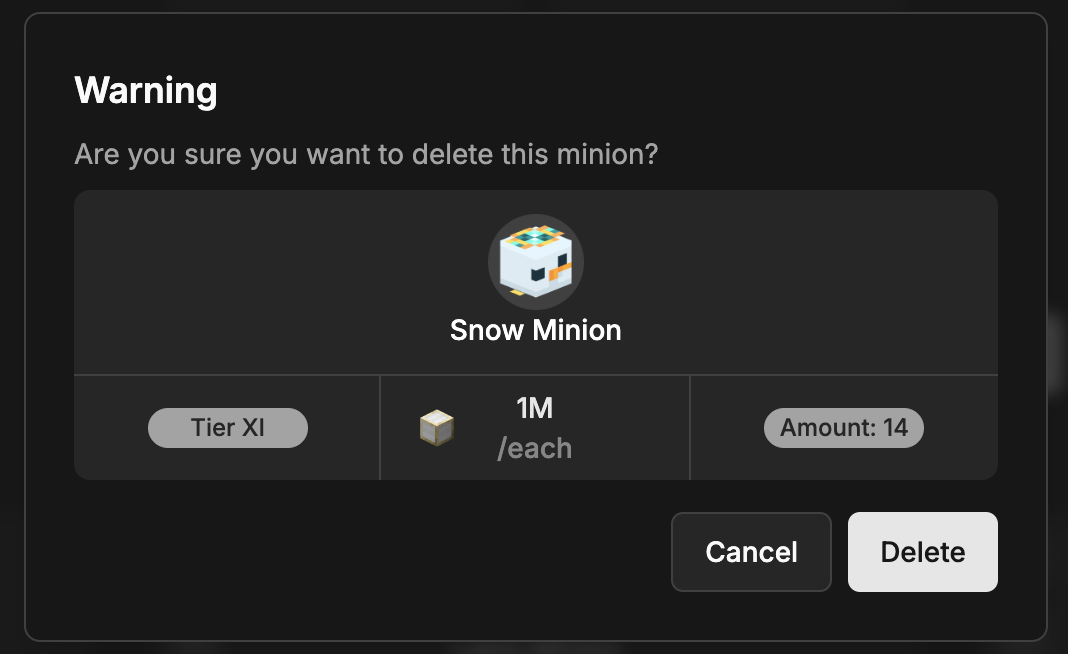 Warning
Are you sure you want to delete this minion?
Snow Minion
Tier XI
1M
/each
Amount: 14
Cancel
Delete